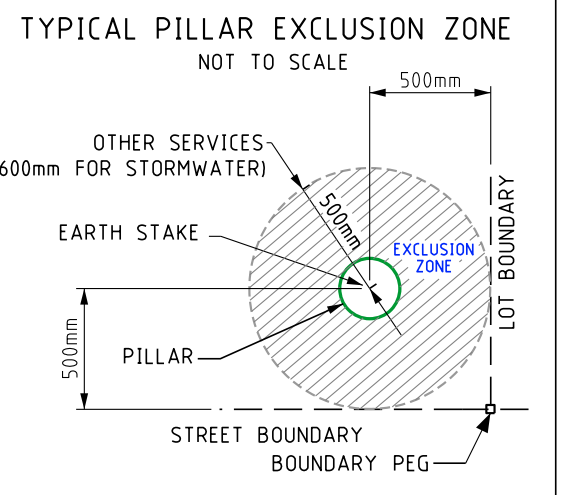 TYPICAL PILLAR EXCLUSION ZONE
NOT TO SCALE
500mm
OTHER SERVICES
600mm FOR STORMWATER)
500mm
EARTH STAKE
EXCLUSION
ZONE
LOT BOUNDARY
500mm
PILLAR
STREET BOUNDARY
BOUNDARY PEG